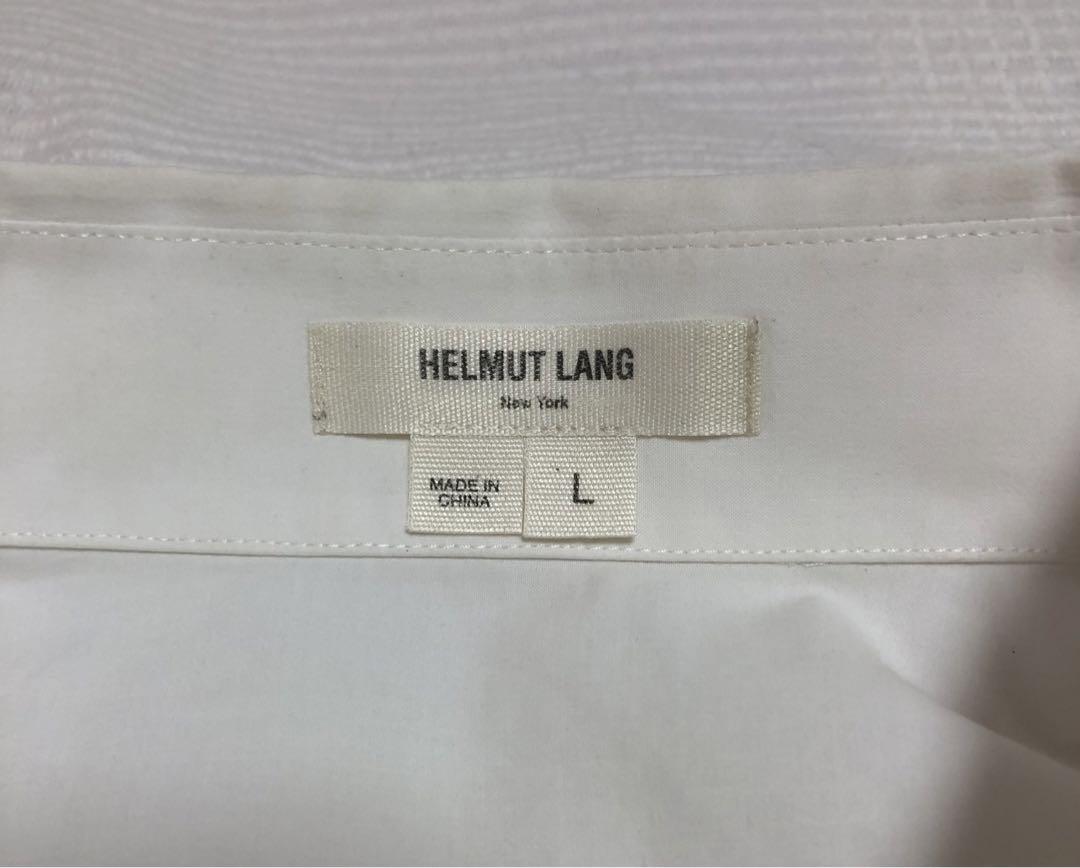 HELMUT LANG
New York
MADE IN
CHINA
L